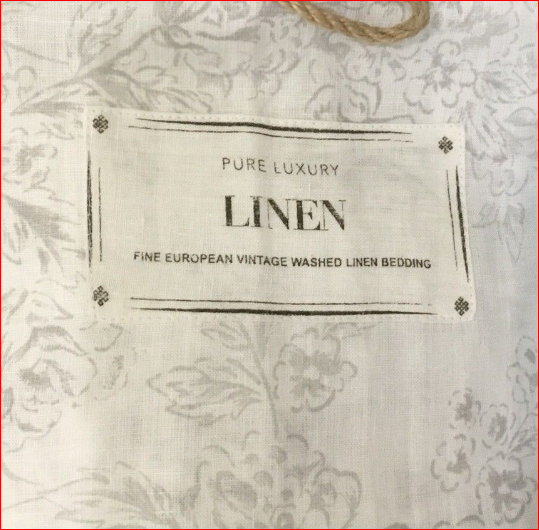 PURE LUXURY
LINEN
FINE EUROPEAN VINTAGE WASHED LINEN BEDDING